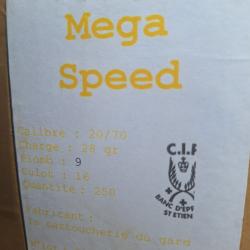 Mega
Speed
Calibre : 20/70
Charge : 28 gr
Plomb : 9
Culot : 16
Quantite : 250
C.I.P
BANC D'EPR
ST ETIEN
Fabricant :
la cartoucherie du gard